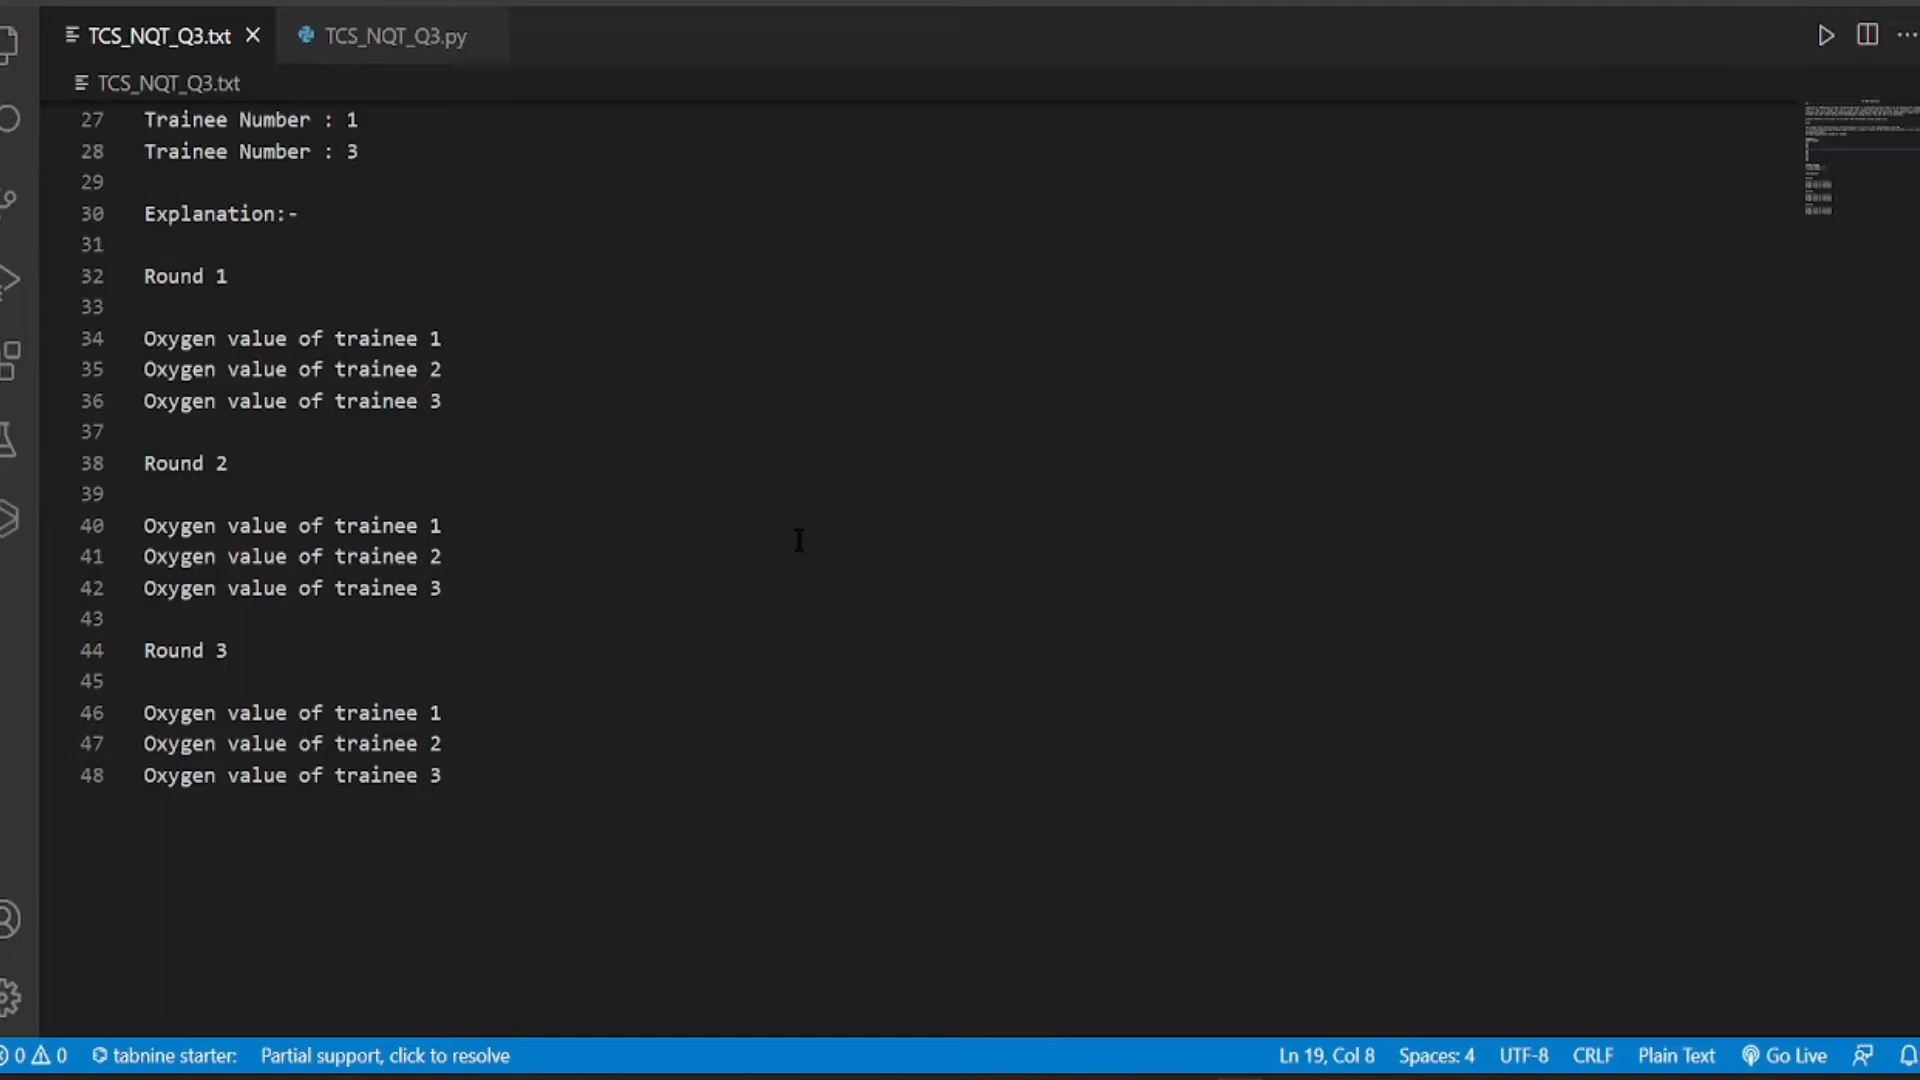 TCS_NQT_Q3.txt
TCS_NQT_Q3.py
TCS_NQT_Q3.txt
27 Trainee Number : 1
28 Trainee Number : 3
29
30 Explanation:-
31
32 Round 1
33
34 Oxygen value of trainee 1
35 Oxygen value of trainee 2
36 Oxygen value of trainee 3
37
38 Round 2
39
40 Oxygen value of trainee 1
41 Oxygen value of trainee 2
42 Oxygen value of trainee 3
43
44 Round 3
45
46 Oxygen value of trainee 1
47 Oxygen value of trainee 2
48 Oxygen value of trainee 3
0 0 tabnine starter: Partial support, click to resolve Ln 19, Col 8 Spaces: 4 UTF-8 CRLF Plain Text Go Live